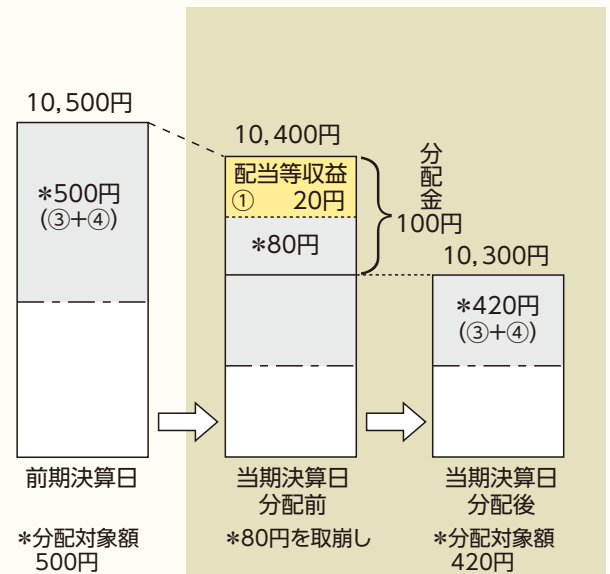 10,500円
*500円
(③+④)
前期決算日
*分配対象額
500円
10,400円
配当等収益
① 20円
*80円
分配金
100円
当期決算日
分配前
*80円を取崩し
10,300円
*420円
(③+④)
当期決算日
分配後
*分配対象額
420円